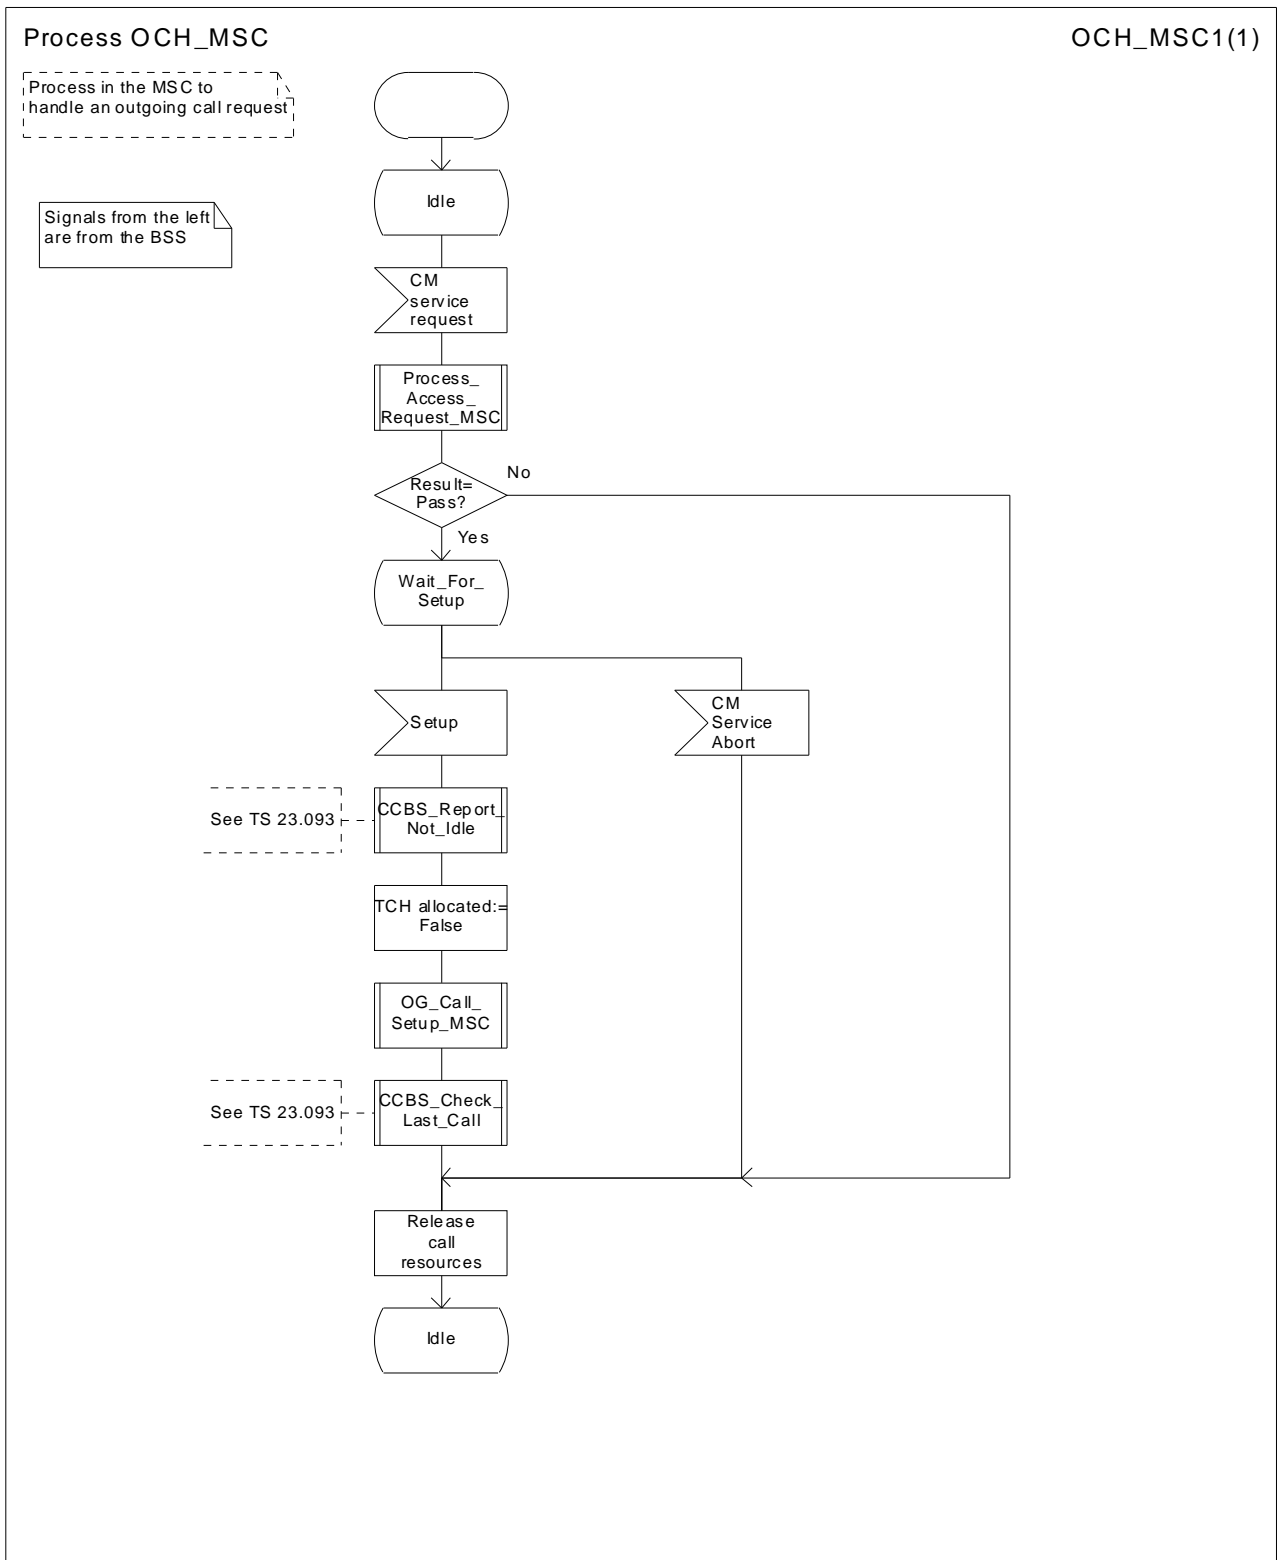 Process OCH_MSC
OCH_MSC1(1)
Process in the MSC to
handle an outgoing call request
Signals from the left
are from the BSS
Idle
CM
service
request
Process_
Access_
Request_MSC
Result=
Pass?
No
Yes
Wait_For_
Setup
Setup
CM
Service
Abort
See TS 23.093
CCBS_Report_
Not_Idle
TCH allocated:=
False
OG_Call_
Setup_MSC
See TS 23.093
CCBS_Check_
Last_Call
Release
call
resources
Idle